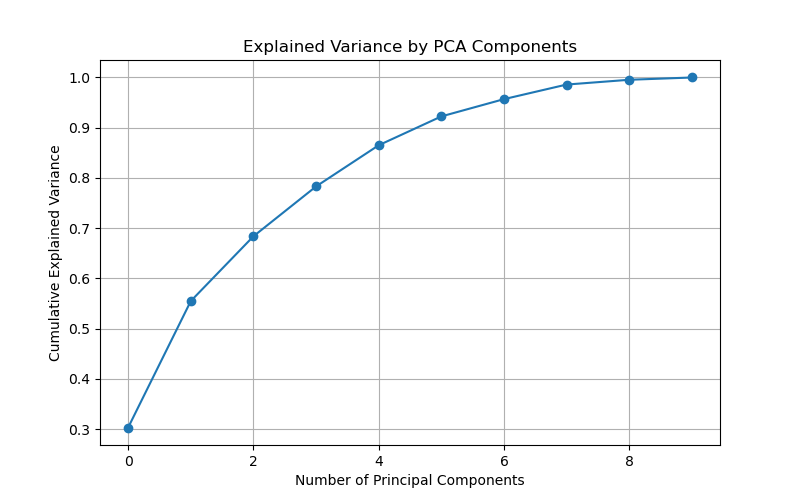 Explained Variance by PCA Components
Cumulative Explained Variance
1.0
0.9
0.8
0.7
0.6
0.5
0.4
0.3
0 2 4 6 8
Number of Principal Components